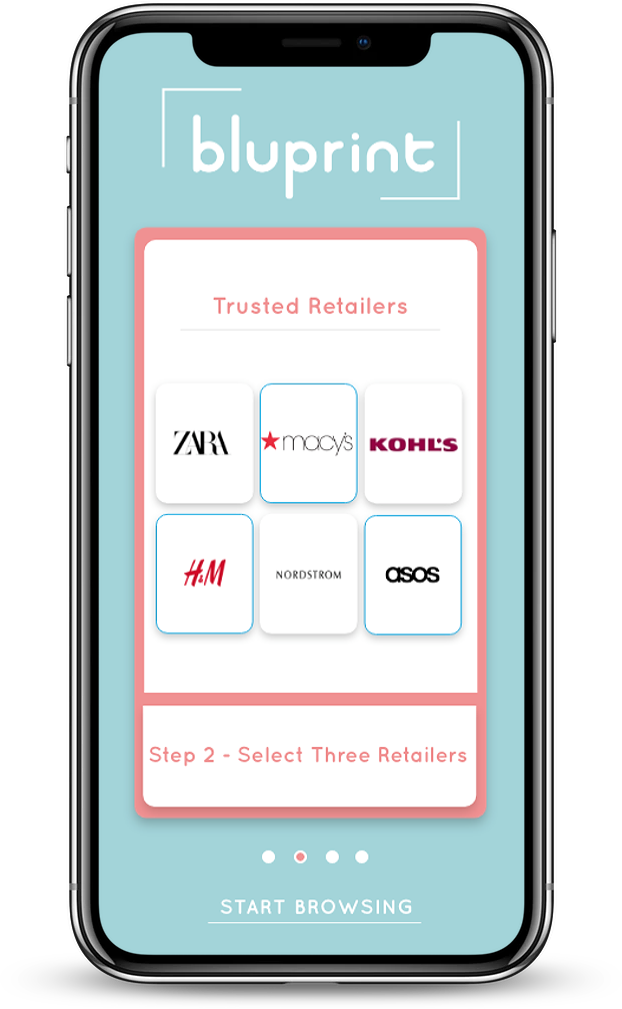 bluprint
Trusted Retailers
ZARA
macy's
KOHL'S
H&M
NORDSTROM
asos
Step 2 - Select Three Retailers
START BROWSING